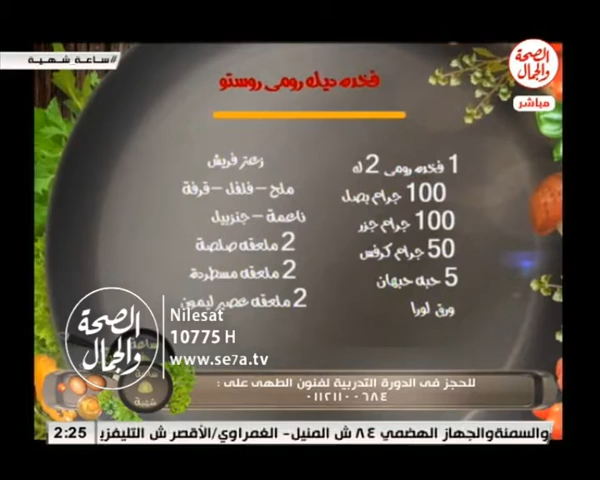 #ساعة_شهية
الصحة
والجمال
مباشر
فخده ديك رومى روستو
1 فخده رومى 2 ك
100 جرام بصل
100 جرام جزر
50 جرام كرفس
5 حبه حبهان
ورق لورا
زعتر فريش
ملح – فلفل – قرفة
ناعمة – جنزبيل
2 ملعقه صلصة
2 ملعقه مسطردة
2 ملعقه عصير ليمون
الصحة
والجمال
Nilesat
10775 H
www.se7a.tv
ساعة
شهية
للحجز فى الدورة التدريبية لفنون الطهى على :
٠١١٢١١٠٠٦٨٤
والسمنة والجهاز الهضمي ٨٤ ش المنيل- الغمراوي/الأقصر ش التليفزي
2:25